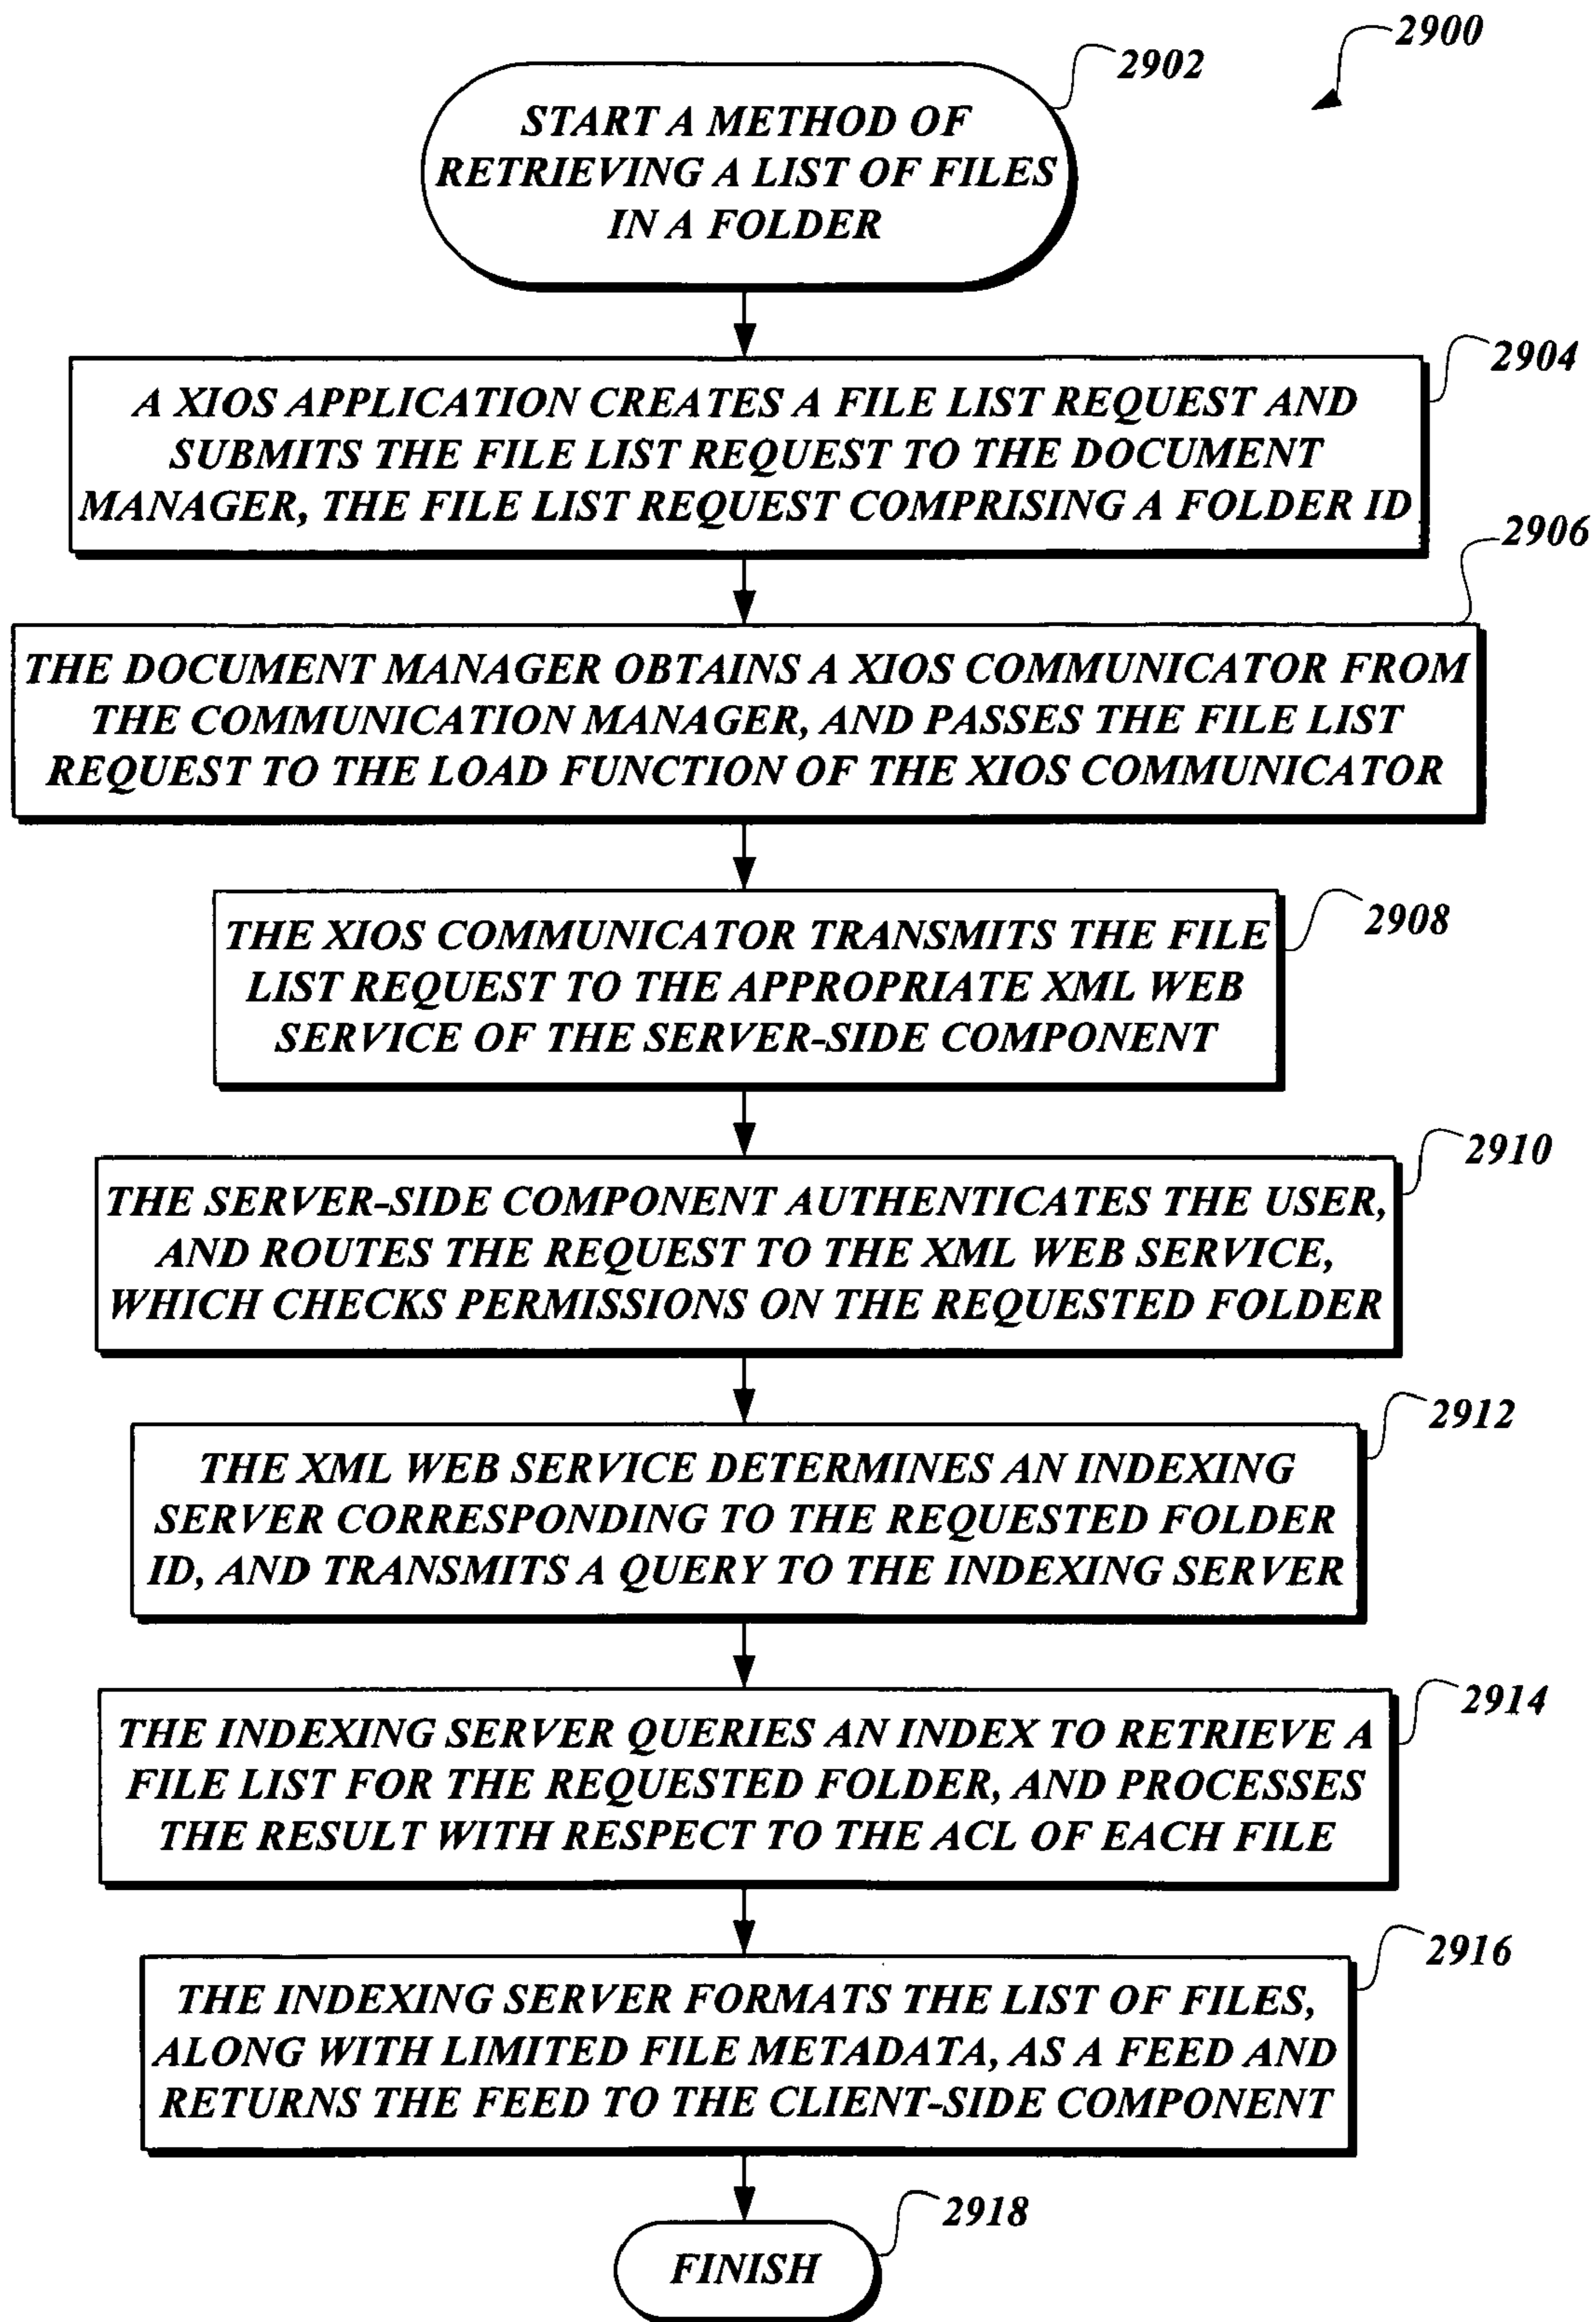 2900
2902
START A METHOD OF
RETRIEVING A LIST OF FILES
IN A FOLDER
2904
A XIOS APPLICATION CREATES A FILE LIST REQUEST AND
SUBMITS THE FILE LIST REQUEST TO THE DOCUMENT
MANAGER, THE FILE LIST REQUEST COMPRISING A FOLDER ID
2906
THE DOCUMENT MANAGER OBTAINS A XIOS COMMUNICATOR FROM
THE COMMUNICATION MANAGER, AND PASSES THE FILE LIST
REQUEST TO THE LOAD FUNCTION OF THE XIOS COMMUNICATOR
2908
THE XIOS COMMUNICATOR TRANSMITS THE FILE
LIST REQUEST TO THE APPROPRIATE XML WEB
SERVICE OF THE SERVER-SIDE COMPONENT
2910
THE SERVER-SIDE COMPONENT AUTHENTICATES THE USER,
AND ROUTES THE REQUEST TO THE XML WEB SERVICE,
WHICH CHECKS PERMISSIONS ON THE REQUESTED FOLDER
2912
THE XML WEB SERVICE DETERMINES AN INDEXING
SERVER CORRESPONDING TO THE REQUESTED FOLDER
ID, AND TRANSMITS A QUERY TO THE INDEXING SERVER
2914
THE INDEXING SERVER QUERIES AN INDEX TO RETRIEVE A
FILE LIST FOR THE REQUESTED FOLDER, AND PROCESSES
THE RESULT WITH RESPECT TO THE ACL OF EACH FILE
2916
THE INDEXING SERVER FORMATS THE LIST OF FILES,
ALONG WITH LIMITED FILE METADATA, AS A FEED AND
RETURNS THE FEED TO THE CLIENT-SIDE COMPONENT
2918
FINISH